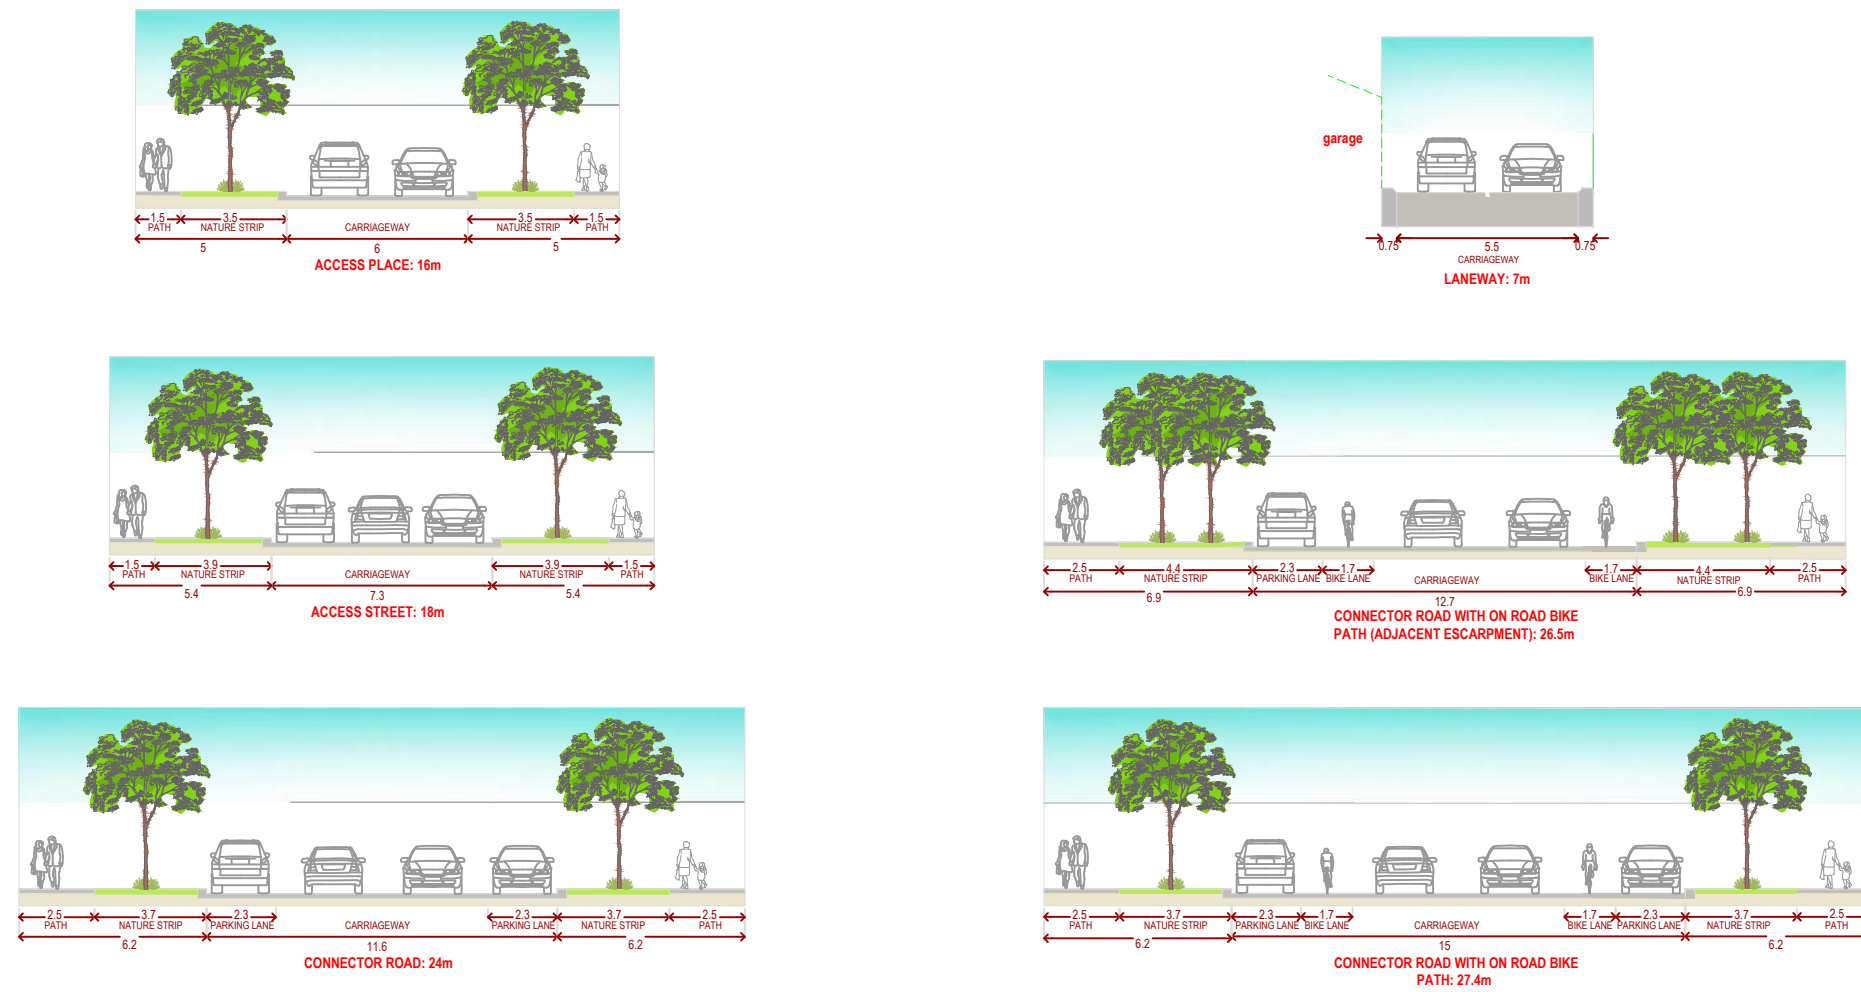 1.5 3.5 3.5 1.5
PATH NATURE STRIP CARRIAGEWAY NATURE STRIP PATH
5 6 5
ACCESS PLACE: 16m
garage
0.75 5.5 0.75
CARRIAGEWAY
LANEWAY: 7m
1.5 3.9 3.9 1.5
PATH NATURE STRIP CARRIAGEWAY NATURE STRIP PATH
5.4 7.3 5.4
ACCESS STREET: 18m
2.5 4.4 2.3 1.7 1.7 4.4 2.5
PATH NATURE STRIP PARKING LANE BIKE LANE CARRIAGEWAY BIKE LANE NATURE STRIP PATH
6.9 12.7 6.9
CONNECTOR ROAD WITH ON ROAD BIKE
PATH (ADJACENT ESCARPMENT): 26.5m
2.5 3.7 2.3 2.3 3.7 2.5
PATH NATURE STRIP PARKING LANE CARRIAGEWAY PARKING LANE NATURE STRIP PATH
6.2 11.6 6.2
CONNECTOR ROAD: 24m
2.5 3.7 2.3 1.7 1.7 2.3 3.7 2.5
PATH NATURE STRIP PARKING LANE BIKE LANE CARRIAGEWAY BIKE LANE PARKING LANE NATURE STRIP PATH
6.2 15 6.2
CONNECTOR ROAD WITH ON ROAD BIKE
PATH: 27.4m